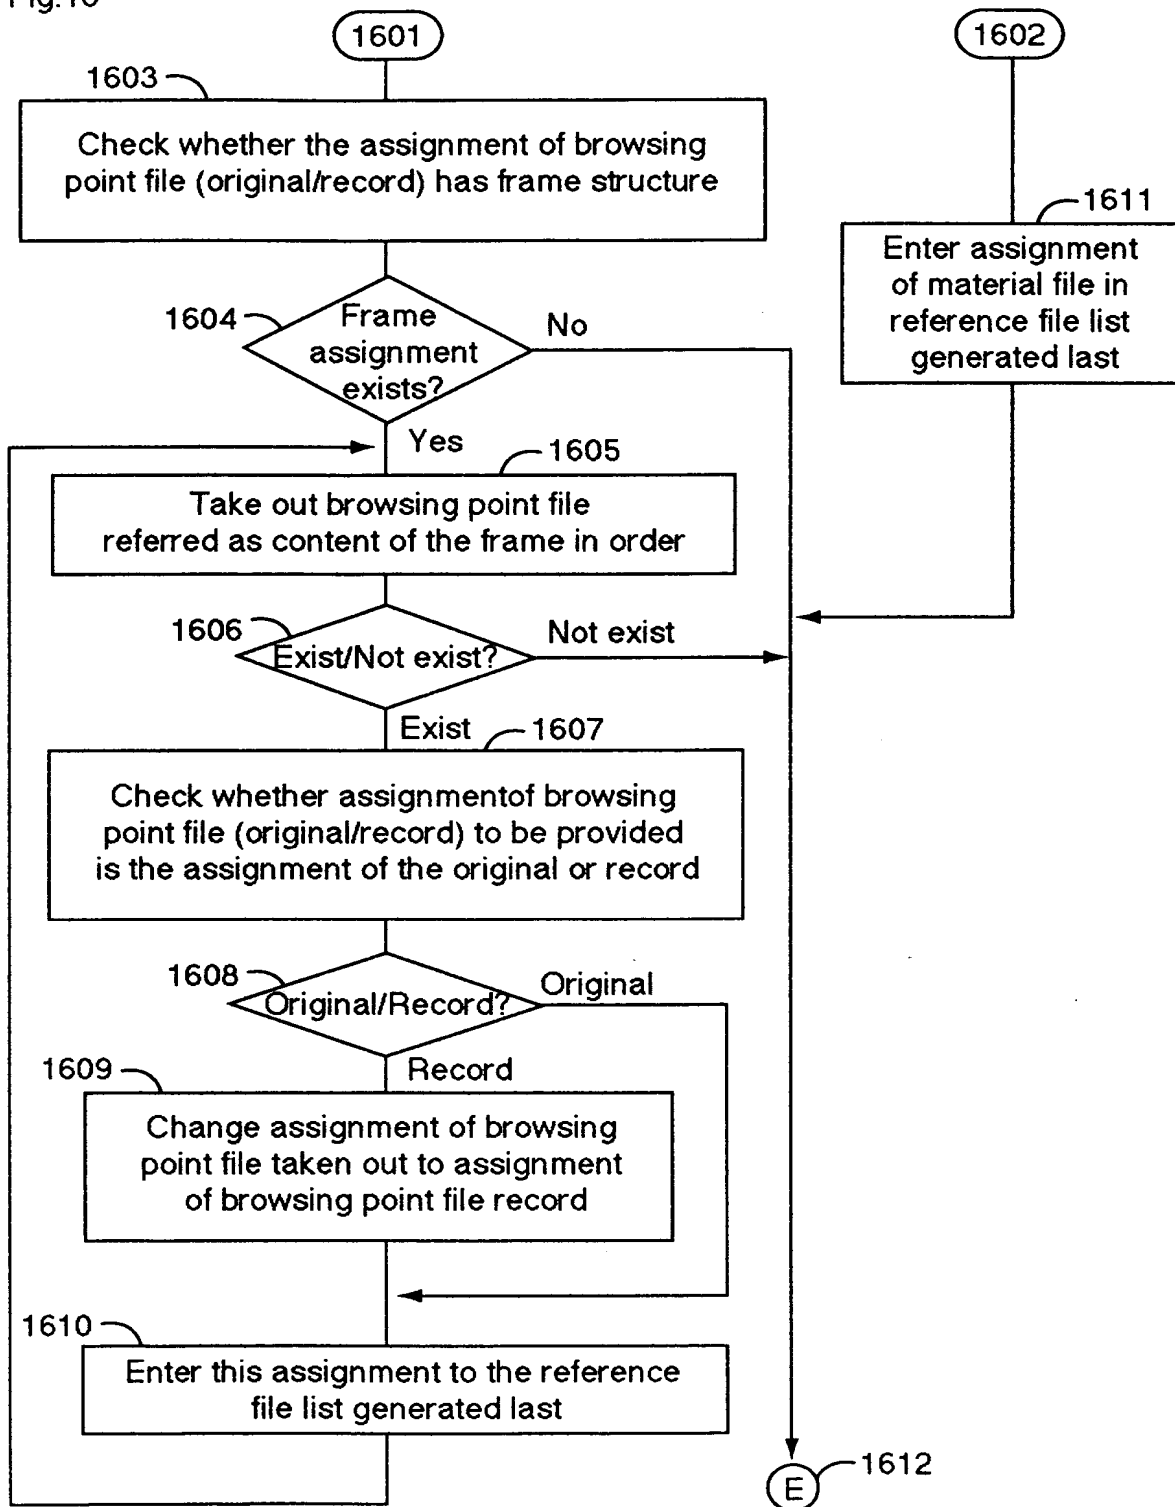 1601
1602
1603
Check whether the assignment of browsing
point file (original/record) has frame structure
1611
Enter assignment
of material file in
reference file list
generated last
1604
Frame
assignment
exists?
No
Yes
1605
Take out browsing point file
referred as content of the frame in order
1606
Exist/Not exist?
Not exist
Exist
1607
Check whether assignmentof browsing
point file (original/record) to be provided
is the assignment of the original or record
1608
Original/Record?
Original
Record
1609
Change assignment of browsing
point file taken out to assignment
of browsing point file record
1610
Enter this assignment to the reference
file list generated last
E
1612